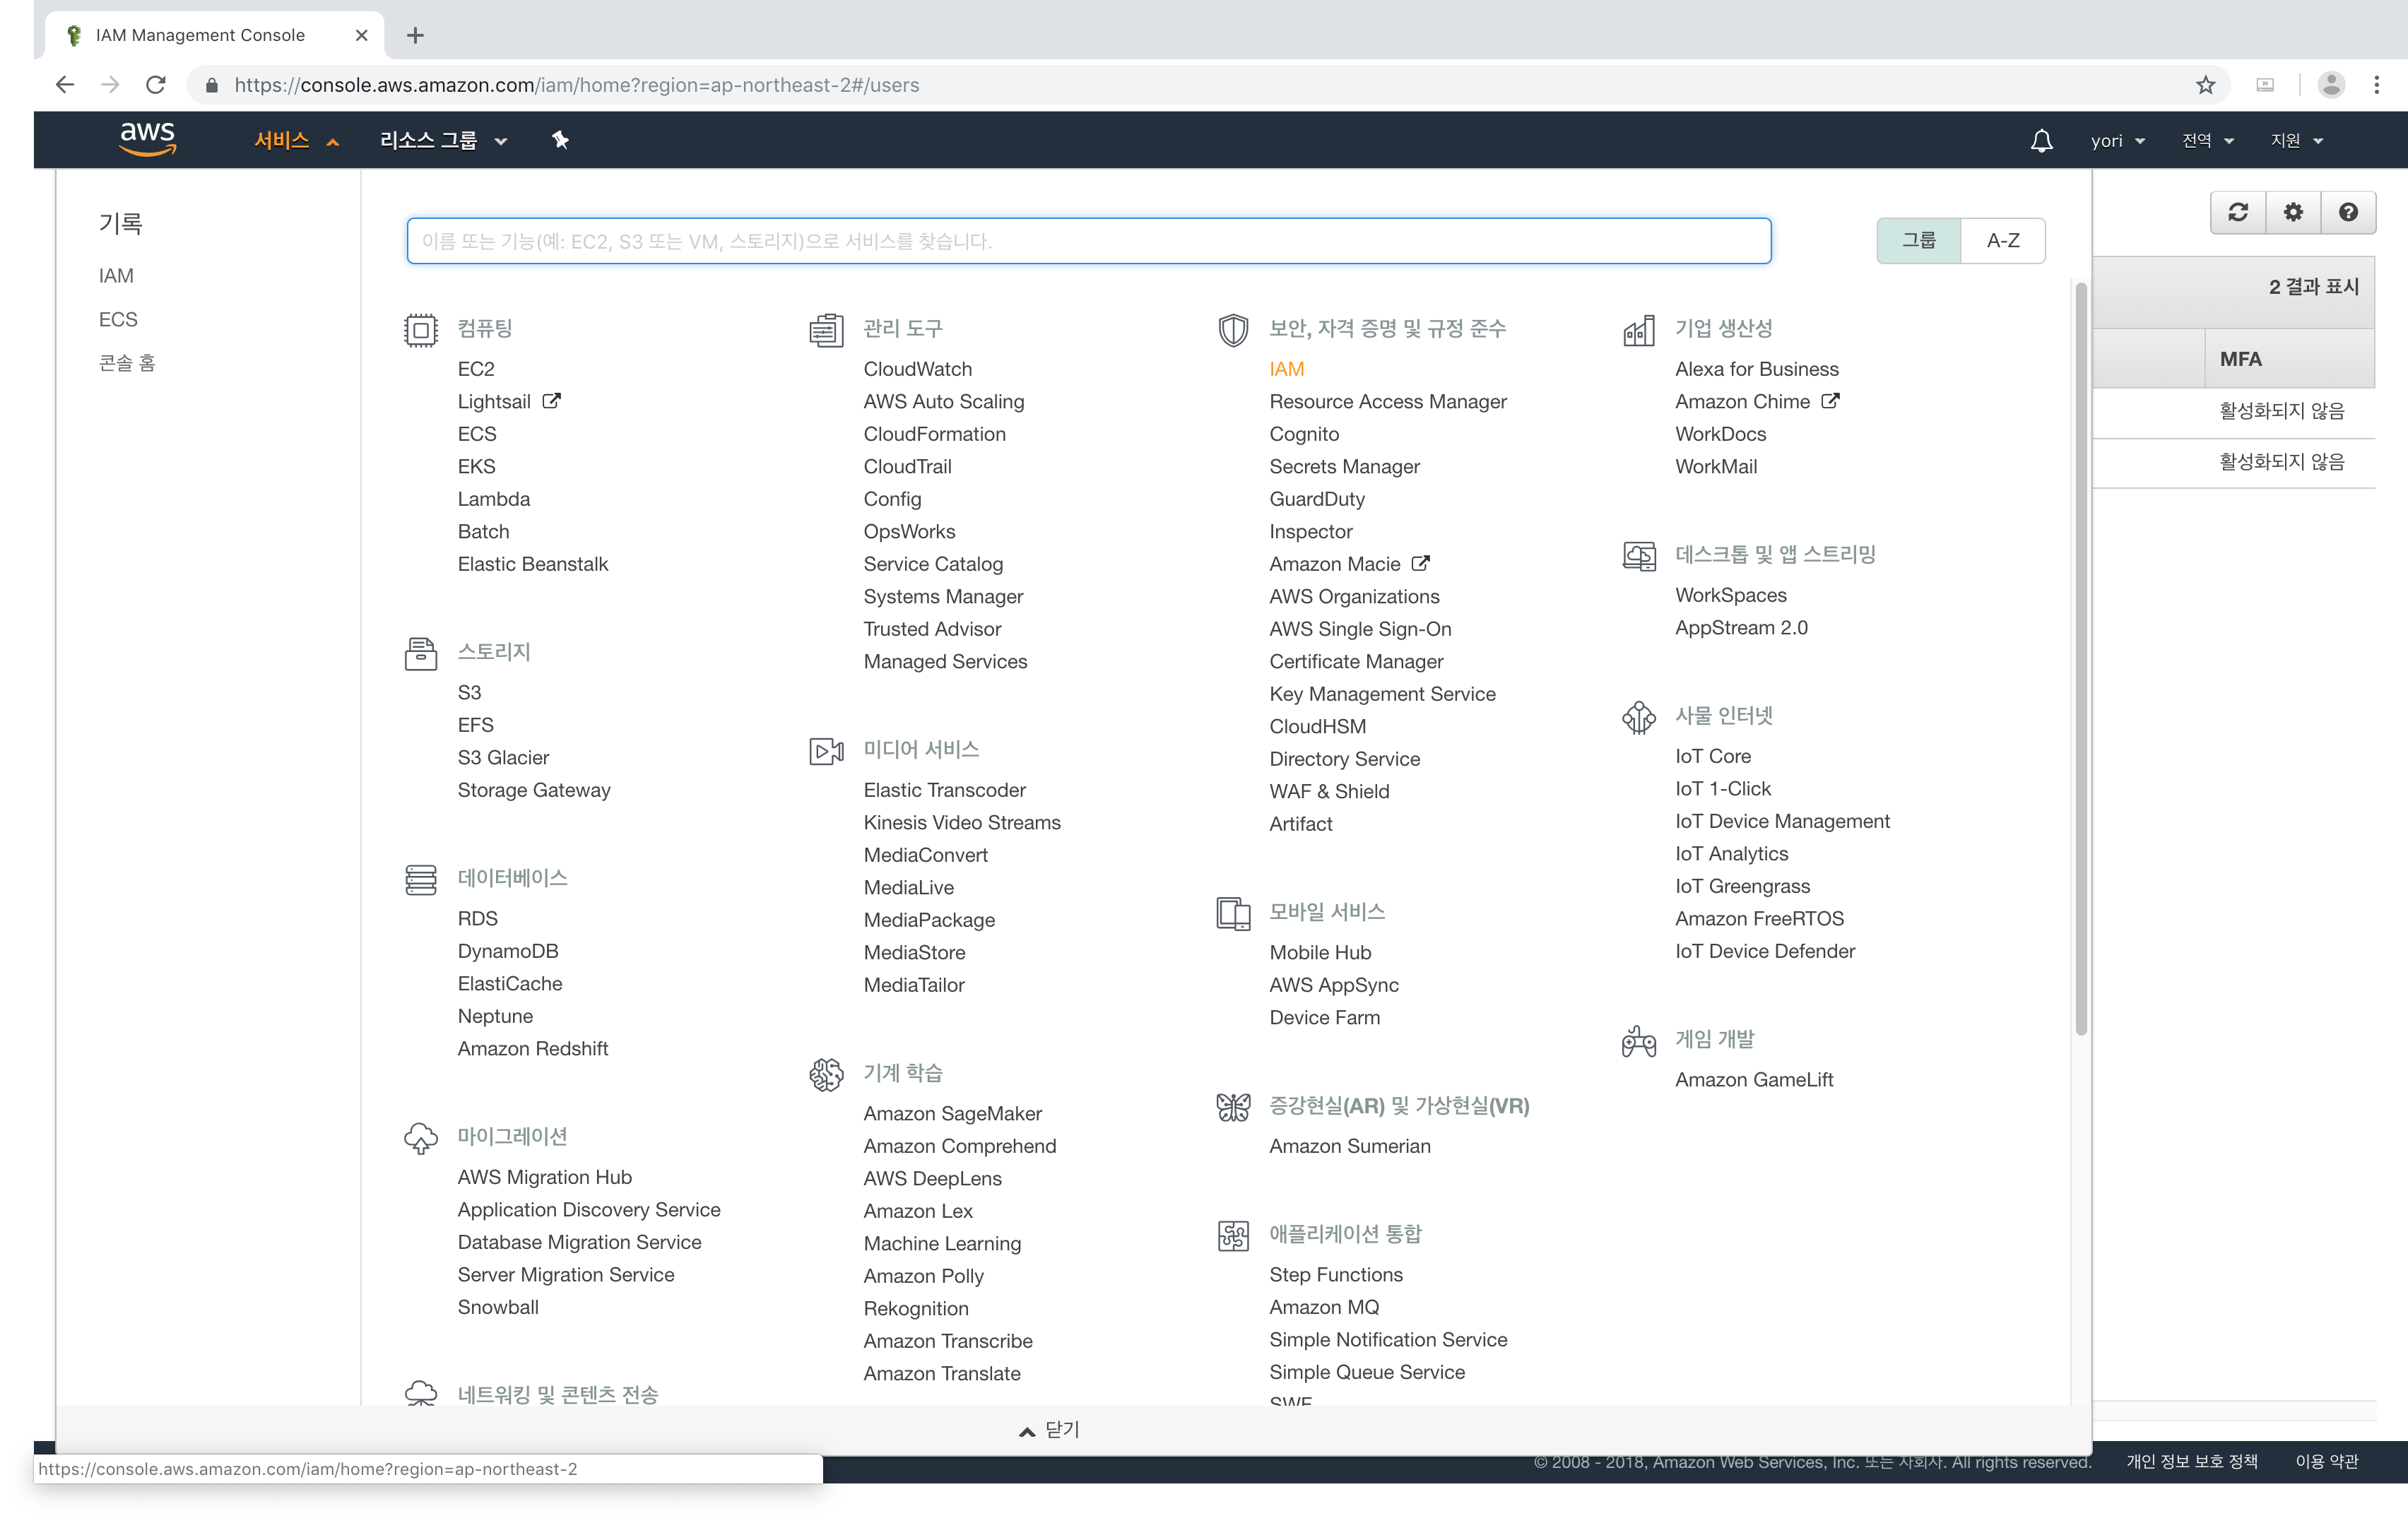 IAM Management Console
https://console.aws.amazon.com/iam/home?region=ap-northeast-2#/users
aws
서비스
리소스 그룹
yori
전역
지원
기록
IAM
ECS
콘솔 홈
이름 또는 기능(예: EC2, S3 또는 VM, 스토리지)으로 서비스를 찾습니다.
그룹
A-Z
컴퓨팅
EC2
Lightsail
ECS
EKS
Lambda
Batch
Elastic Beanstalk
스토리지
S3
EFS
S3 Glacier
Storage Gateway
데이터베이스
RDS
DynamoDB
ElastiCache
Neptune
Amazon Redshift
마이그레이션
AWS Migration Hub
Application Discovery Service
Database Migration Service
Server Migration Service
Snowball
네트워킹 및 콘텐츠 전송
관리 도구
CloudWatch
AWS Auto Scaling
CloudFormation
CloudTrail
Config
OpsWorks
Service Catalog
Systems Manager
Trusted Advisor
Managed Services
미디어 서비스
Elastic Transcoder
Kinesis Video Streams
MediaConvert
MediaLive
MediaPackage
MediaStore
MediaTailor
기계 학습
Amazon SageMaker
Amazon Comprehend
AWS DeepLens
Amazon Lex
Machine Learning
Amazon Polly
Rekognition
Amazon Transcribe
Amazon Translate
보안, 자격 증명 및 규정 준수
IAM
Resource Access Manager
Cognito
Secrets Manager
GuardDuty
Inspector
Amazon Macie
AWS Organizations
AWS Single Sign-On
Certificate Manager
Key Management Service
CloudHSM
Directory Service
WAF & Shield
Artifact
모바일 서비스
Mobile Hub
AWS AppSync
Device Farm
증강현실(AR) 및 가상현실(VR)
Amazon Sumerian
애플리케이션 통합
Step Functions
Amazon MQ
Simple Notification Service
Simple Queue Service
SWF
기업 생산성
Alexa for Business
Amazon Chime
WorkDocs
WorkMail
데스크톱 및 앱 스트리밍
WorkSpaces
AppStream 2.0
사물 인터넷
IoT Core
IoT 1-Click
IoT Device Management
IoT Analytics
IoT Greengrass
Amazon FreeRTOS
IoT Device Defender
게임 개발
Amazon GameLift
2 결과 표시
MFA
활성화되지 않음
활성화되지 않음
닫기
https://console.aws.amazon.com/iam/home?region=ap-northeast-2
© 2008 - 2018, Amazon Web Services, Inc. 또는 자회사. All rights reserved.
개인 정보 보호 정책
이용 약관